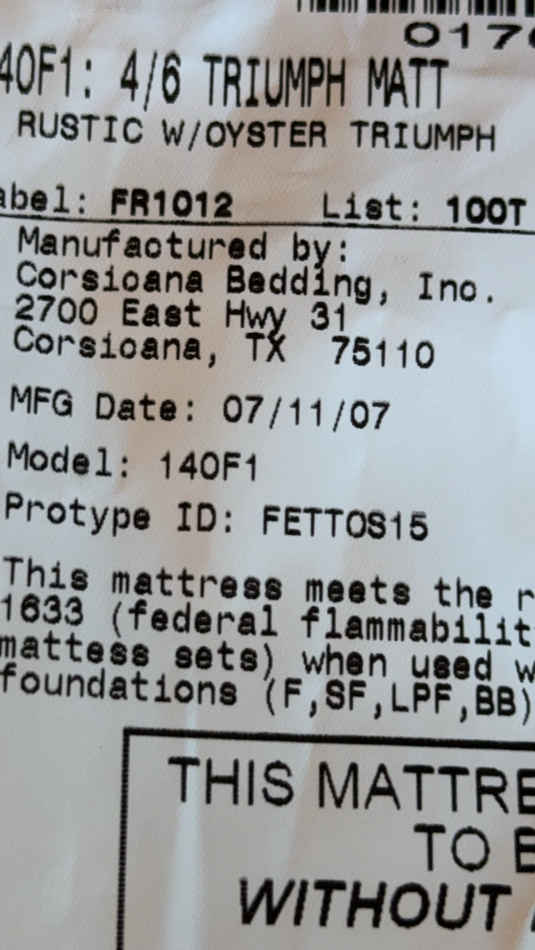 0170
40F1: 4/6 TRIUMPH MATT
RUSTIC W/OYSTER TRIUMPH
abel: FR1012 List: 100T
Manufactured by:
Corsicana Bedding, Inc.
2700 East Hwy 31
Corsicana, TX 75110
MFG Date: 07/11/07
Model: 140F1
Protype ID: FETTOS15
This mattress meets the r
1633 (federal flammabilit
mattess sets) when used w
foundations (F,SF,LPF,BB)
THIS MATTRE
TO B
WITHOUT